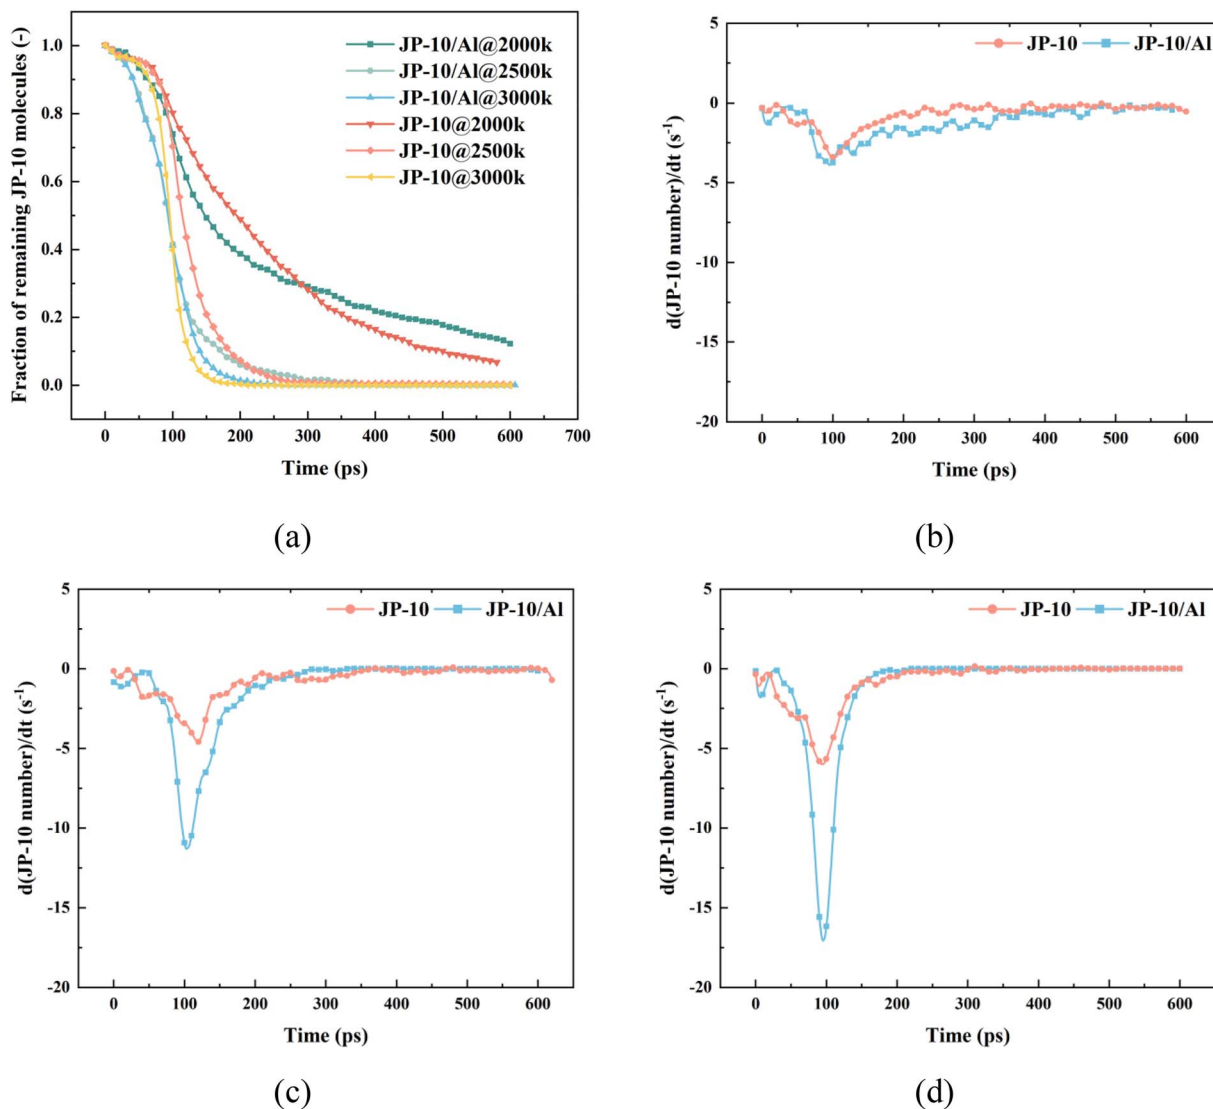 Fraction of remaining JP-10 molecules (-)
1.0
0.8
0.6
0.4
0.2
0.0
JP-10/Al@2000k
JP-10/Al@2500k
JP-10/Al@3000k
JP-10@2000k
JP-10@2500k
JP-10@3000k
0 100 200 300 400 500 600 700
Time (ps)
(a)
d(JP-10 number)/dt (s⁻¹)
5
0
-5
-10
-15
-20
JP-10 JP-10/Al
0 100 200 300 400 500 600
Time (ps)
(b)
d(JP-10 number)/dt (s⁻¹)
5
0
-5
-10
-15
-20
JP-10 JP-10/Al
0 100 200 300 400 500 600
Time (ps)
(c)
d(JP-10 number)/dt (s⁻¹)
5
0
-5
-10
-15
-20
JP-10 JP-10/Al
0 100 200 300 400 500 600
Time (ps)
(d)